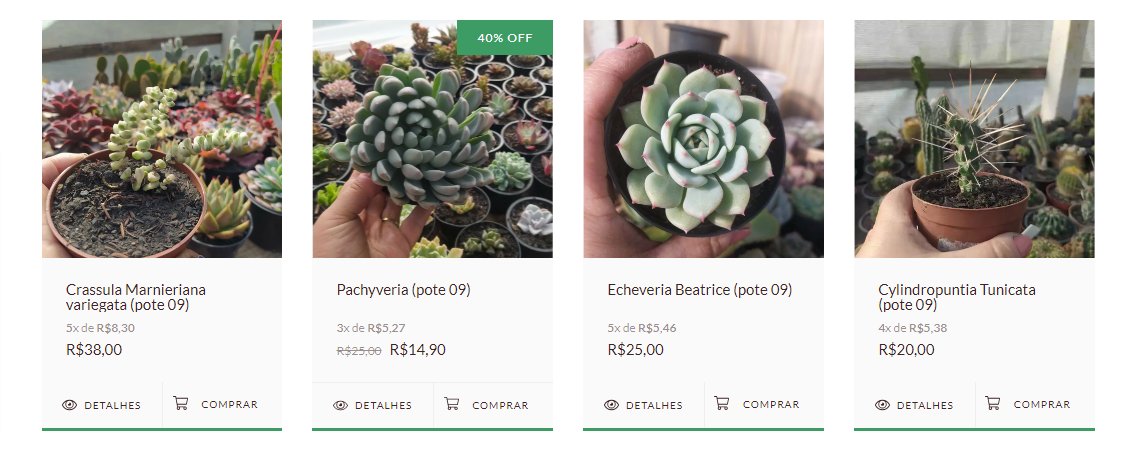 40% OFF
Crassula Marnieriana
variegata (pote 09)
5x de R$8,30
R$38,00
DETALHES
COMPRAR
Pachyveria (pote 09)
3x de R$5,27
R$25,00 R$14,90
DETALHES
COMPRAR
Echeveria Beatrice (pote 09)
5x de R$5,46
R$25,00
DETALHES
COMPRAR
Cylindropuntia Tunicata
(pote 09)
4x de R$5,38
R$20,00
DETALHES
COMPRAR